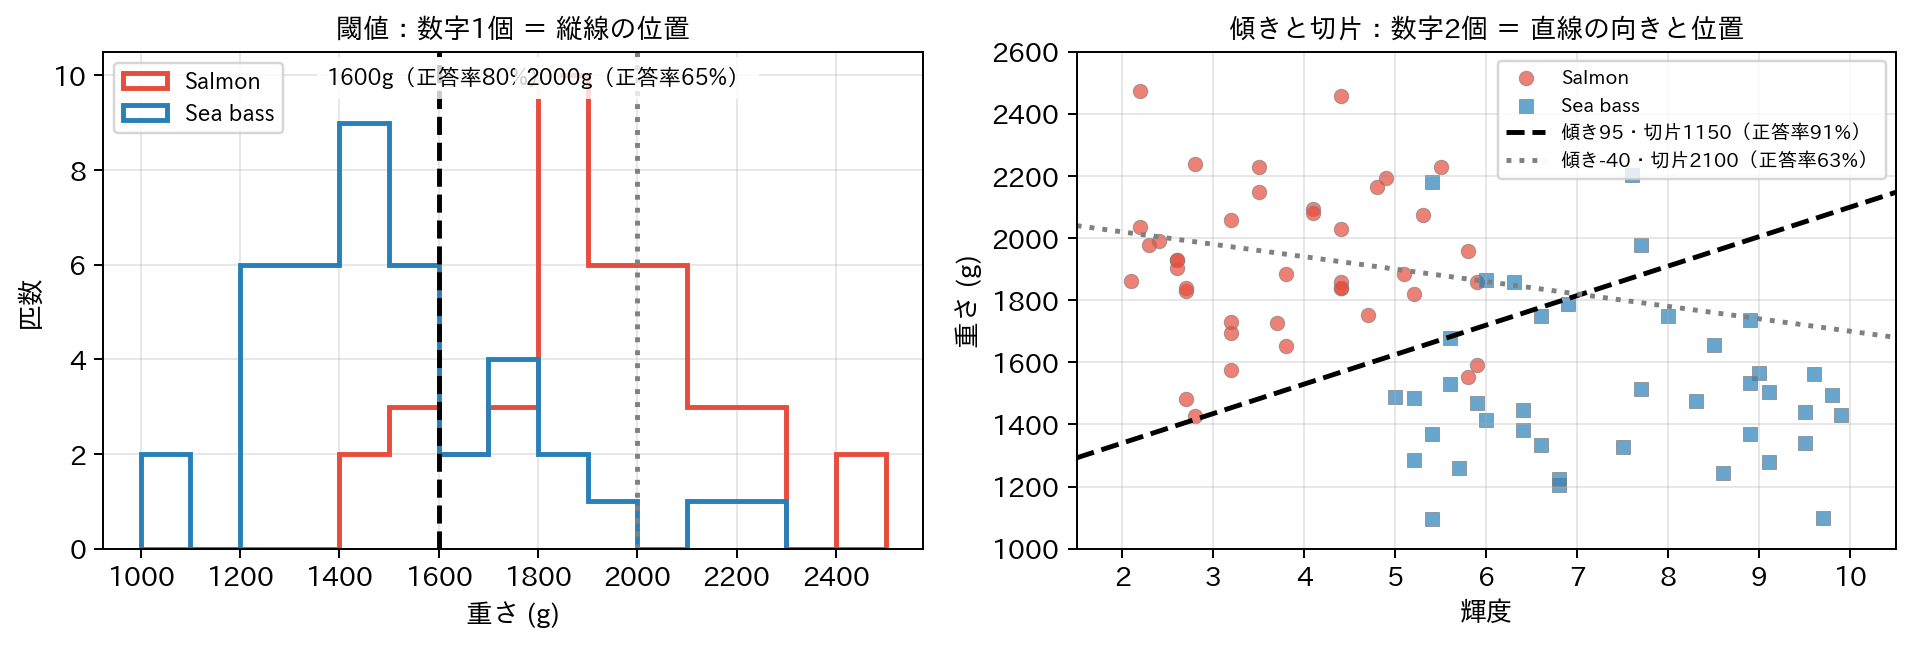 閾値：数字1個 ＝ 縦線の位置
Salmon
Sea bass
1600g（正答率80%
2000g（正答率65%）
10
8
6
4
2
0
匹数
1000 1200 1400 1600 1800 2000 2200 2400
重さ (g)
傾きと切片：数字2個 ＝ 直線の向きと位置
Salmon
Sea bass
傾き95・切片1150（正答率91%）
傾き-40・切片2100（正答率63%）
2600
2400
2200
2000
1800
1600
1400
1200
1000
重さ (g)
2 3 4 5 6 7 8 9 10
輝度